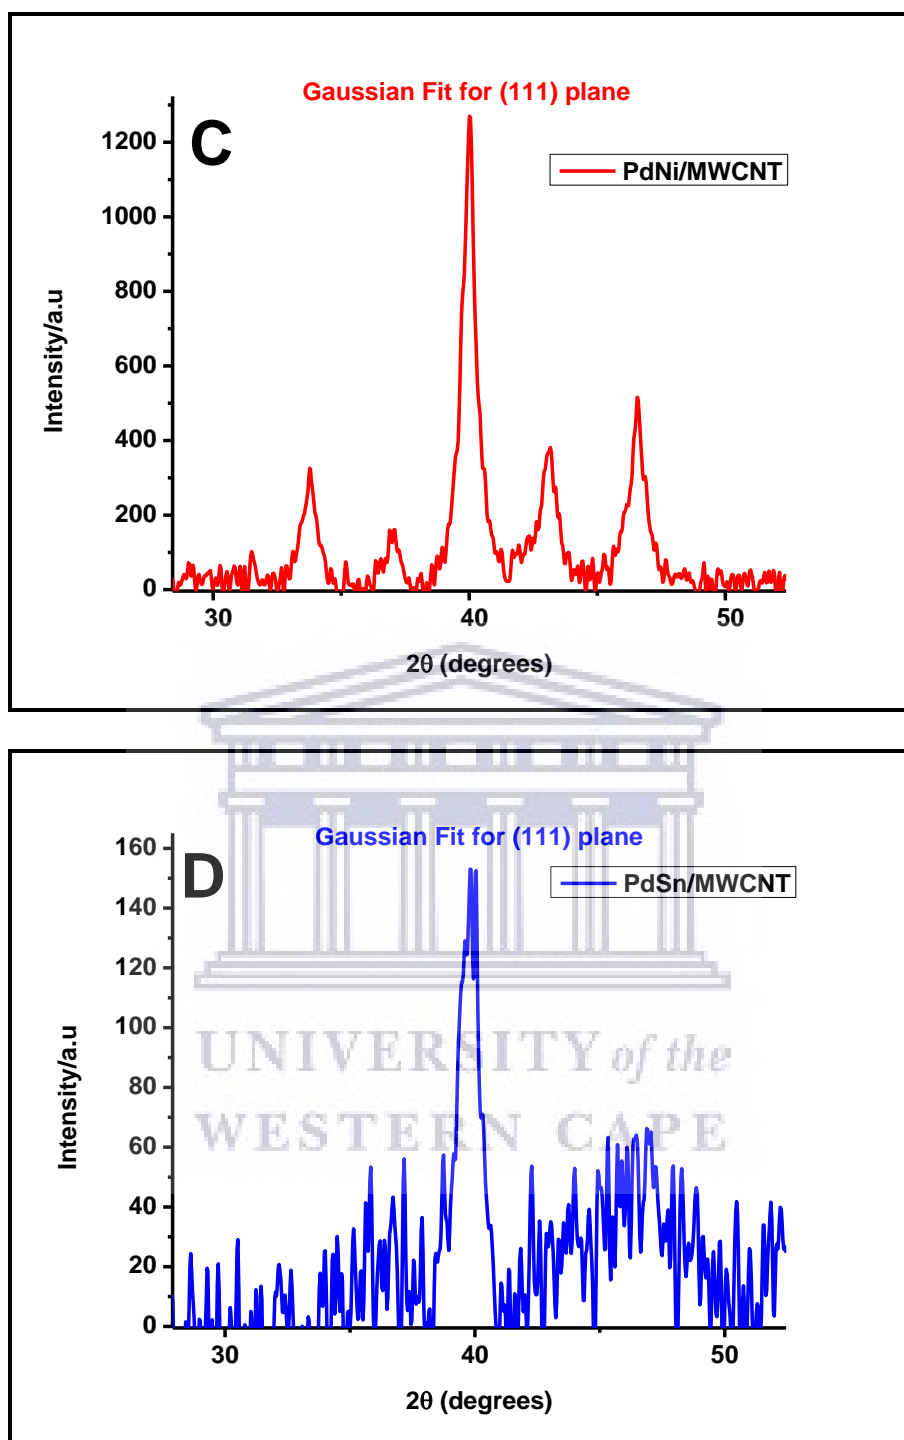 Gaussian Fit for (111) plane
C
PdNi/MWCNT
1200
1000
800
600
400
200
0
Intensity/a.u
30
40
50
2θ (degrees)
Gaussian Fit for (111) plane
D
PdSn/MWCNT
160
140
120
100
80
60
40
20
0
Intensity/a.u
30
40
50
2θ (degrees)
UNIVERSITY of the
WESTERN CAPE